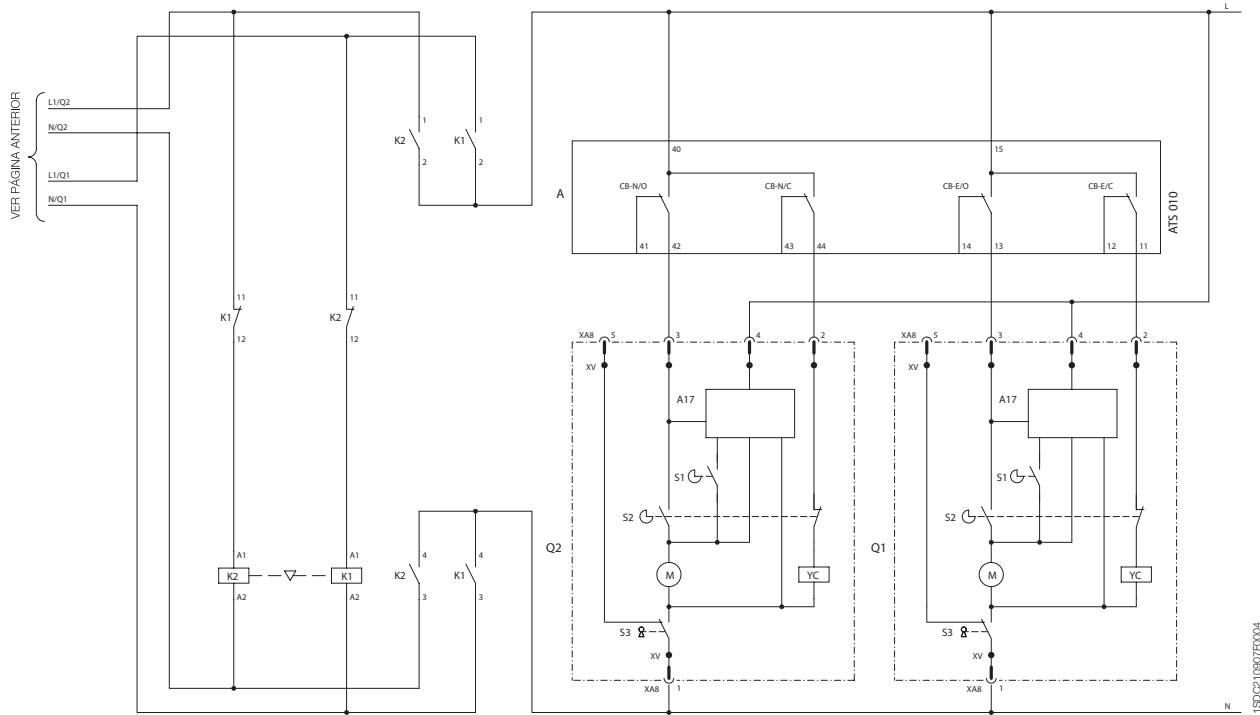 L
VER PÁGINA ANTERIOR
L1/Q2
N/Q2
L1/Q1
N/Q1
1 1
K2 K1
2 2
A
40 15
CB-N/O CB-N/C CB-E/O CB-E/C
41 42 43 44 14 13 12 11
ATS 010
11 11
K1 K2
12 12
XA8 5 3 4 2 XA8 5 3 4 2
XV XV
A17 A17
S1 S1
S2 S2
Q2 Q1
A1 A1 4 4
K2 K1 K2 K1
A2 A2 3 3
M YC M YC
S3 S3
XV XV
XA8 1 XA8 1
N
1SDC210907F0004